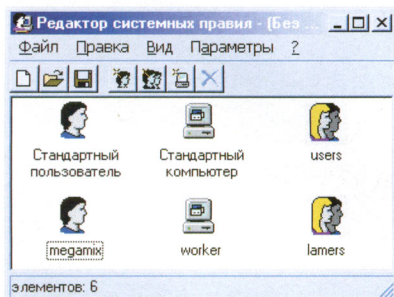 Редактор системных правил - (Без ...
Файл Правка Вид Параметры ?
Стандартный пользователь
Стандартный компьютер
users
megamix
worker
lamers
элементов: 6